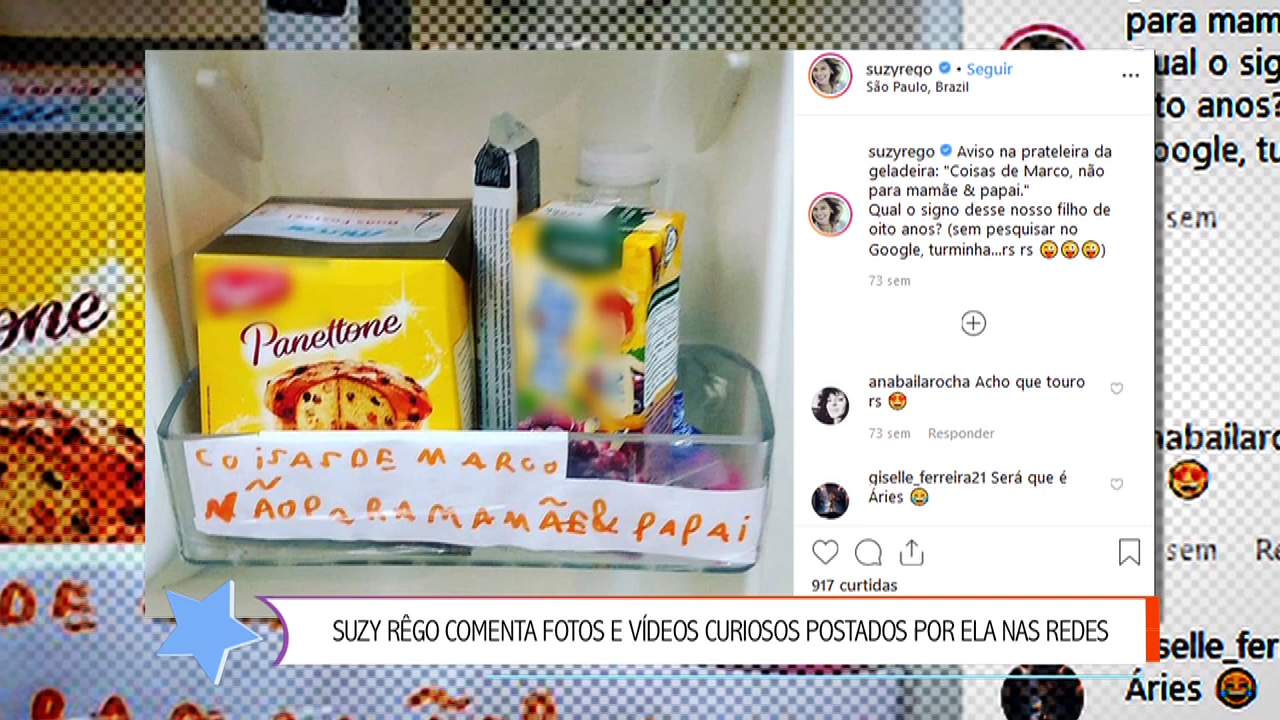 suzyrego • Seguir
São Paulo, Brazil
suzyrego Aviso na prateleira da
geladeira: "Coisas de Marco, não
para mamãe & papai."
Qual o signo desse nosso filho de
oito anos? (sem pesquisar no
Google, turminha...rs rs 😜😜😜)
73 sem
anabailarocha Acho que touro
rs 😍
73 sem Responder
giselle_ferreira21 Será que é
Áries 😂
917 curtidas
Panettone
COISAS DE MARCO
NÃO PARA MAMÃE & PAPAI
SUZY RÊGO COMENTA FOTOS E VÍDEOS CURIOSOS POSTADOS POR ELA NAS REDES
para mam
ual o sig
to anos?
oogle, tu
sem
one
nabailaro
sem Re
DE
iselle_fer
Áries 😂